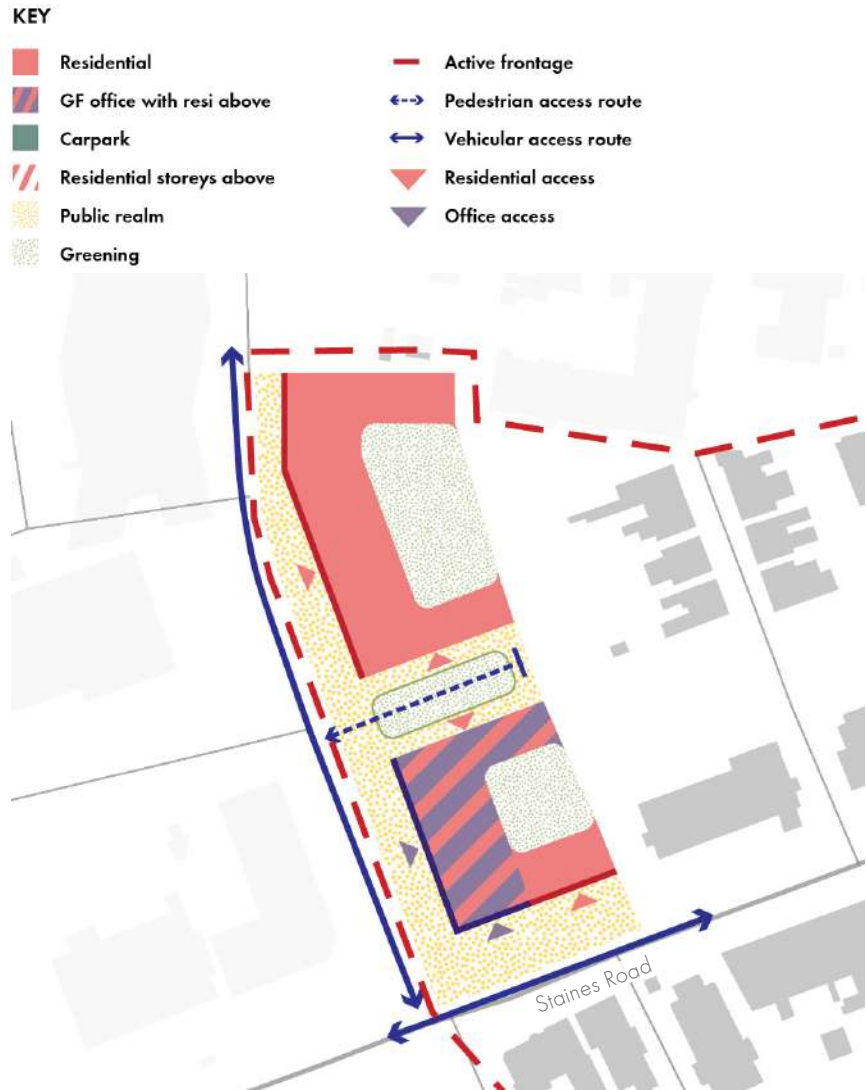 KEY
Residential
GF office with resi above
Carpark
Residential storeys above
Public realm
Greening
Active frontage
Pedestrian access route
Vehicular access route
Residential access
Office access
Staines Road